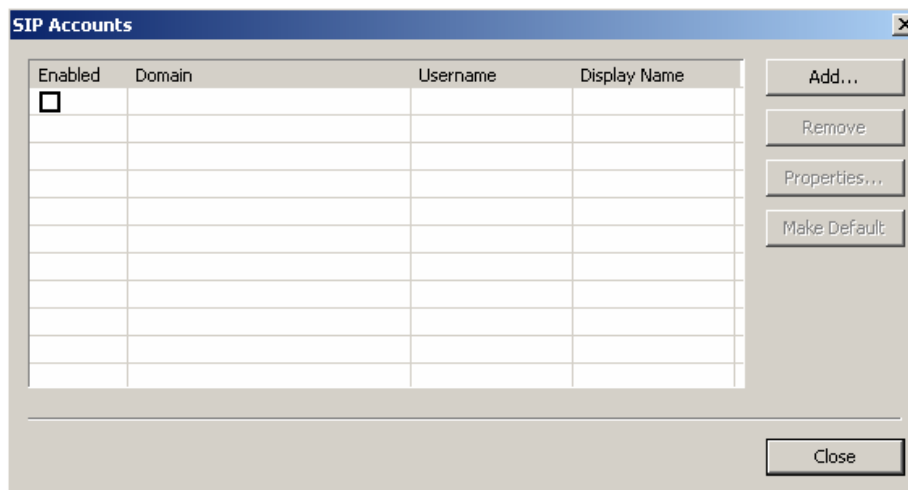 SIP Accounts
Enabled Domain Username Display Name
Add...
Remove
Properties...
Make Default
Close